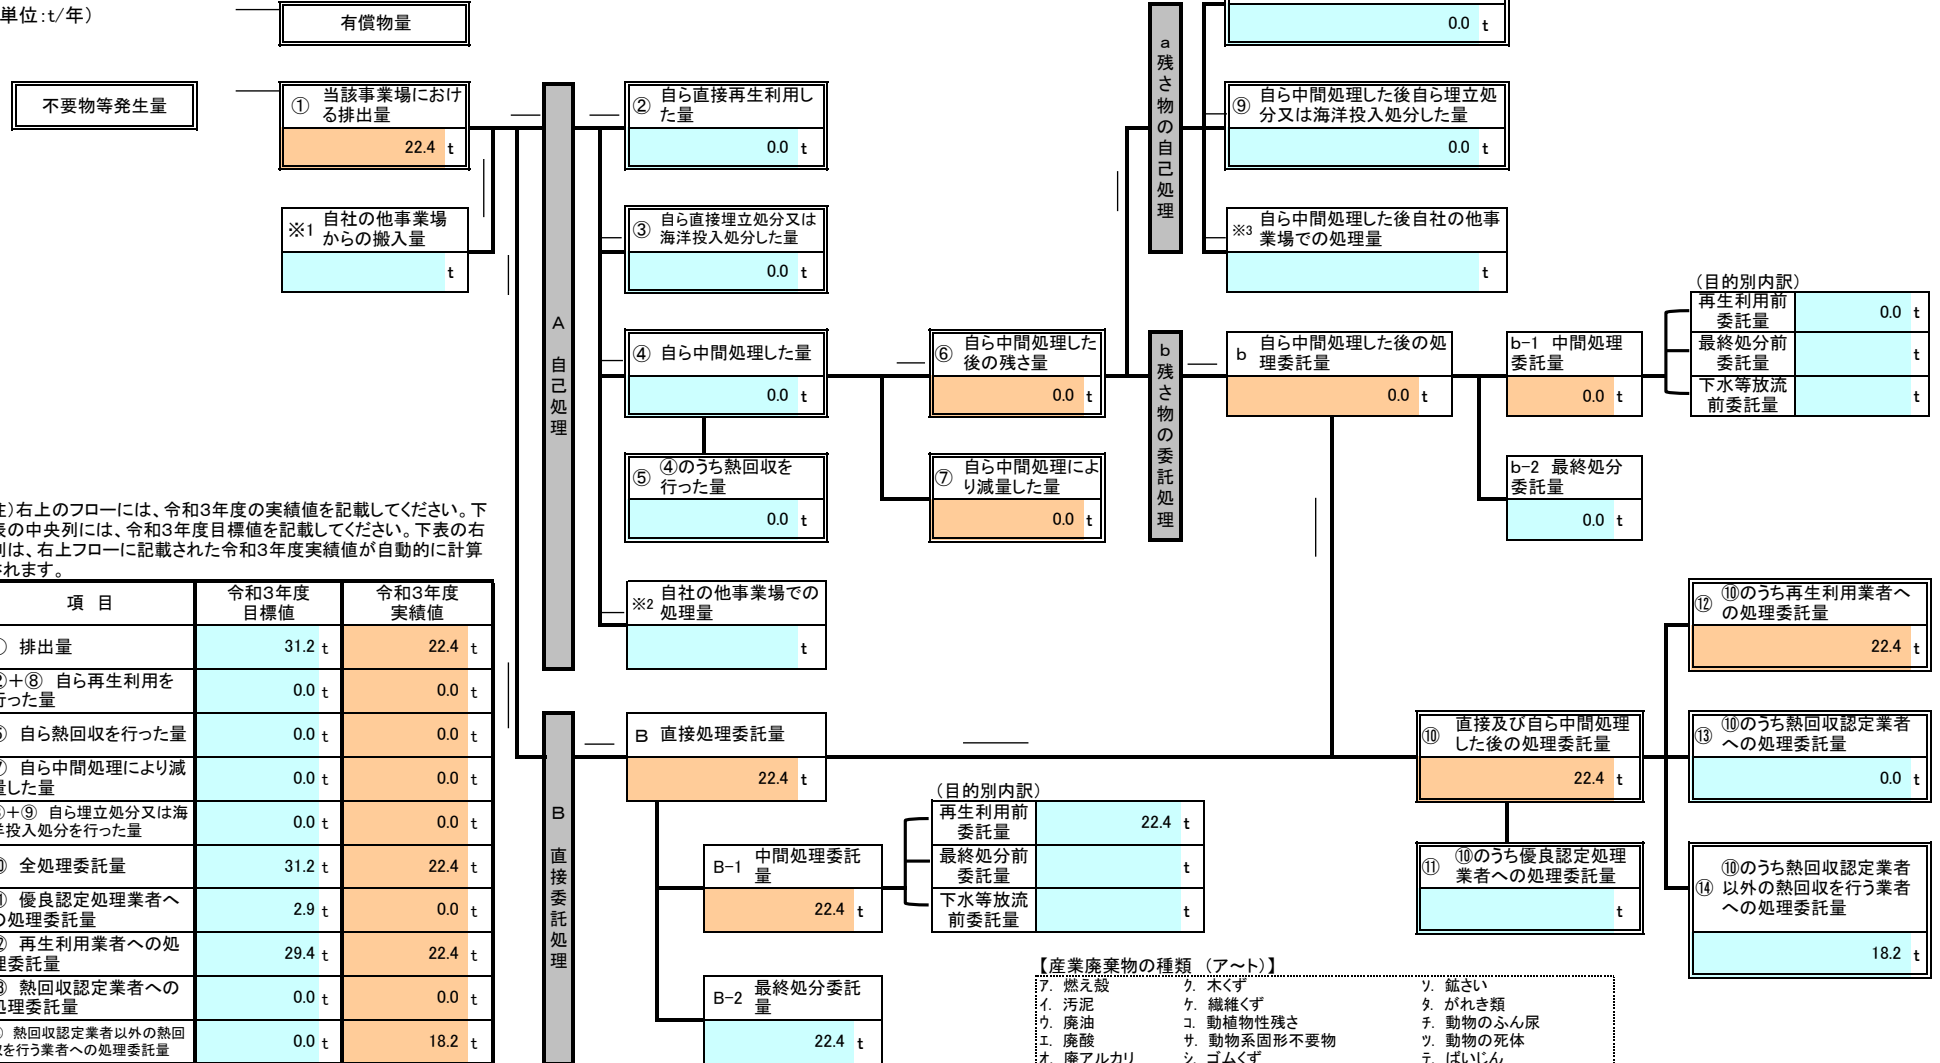 単位：t/年）
有償物量
不要物等発生量
① 当該事業場におけ
る排出量
22.4 t
※1 自社の他事業場
からの搬入量
t
A 自己処理
② 自ら直接再生利用し
た量
0.0 t
③ 自ら直接埋立処分又は
海洋投入処分した量
0.0 t
④ 自ら中間処理した量
0.0 t
⑤ ④のうち熱回収を
行った量
0.0 t
※2 自社の他事業場での
処理量
t
⑥ 自ら中間処理した
後の残さ量
0.0 t
⑦ 自ら中間処理によ
り減量した量
0.0 t
a 残さ物の自己処理
0.0 t
⑨ 自ら中間処理した後自ら埋立処
分又は海洋投入処分した量
0.0 t
※3 自ら中間処理した後自社の他事
業場での処理量
t
b 残さ物の委託処理
b 自ら中間処理した後の処
理委託量
0.0 t
b-1 中間処理
委託量
0.0 t
b-2 最終処分
委託量
0.0 t
（目的別内訳）
再生利用前
委託量
0.0 t
最終処分前
委託量
t
下水等放流
前委託量
t
注）右上のフローには、令和3年度の実績値を記載してください。下
表の中央列には、令和3年度目標値を記載してください。下表の右
列は、右上フローに記載された令和3年度実績値が自動的に計算
されます。
項 目 令和3年度
目標値 令和3年度
実績値
① 排出量 31.2 t 22.4 t
②＋⑧ 自ら再生利用を
行った量 0.0 t 0.0 t
⑤ 自ら熱回収を行った量 0.0 t 0.0 t
⑦ 自ら中間処理により減
量した量 0.0 t 0.0 t
③＋⑨ 自ら埋立処分又は海
洋投入処分を行った量 0.0 t 0.0 t
⑩ 全処理委託量 31.2 t 22.4 t
⑪ 優良認定処理業者へ
の処理委託量 2.9 t 0.0 t
⑫ 再生利用業者への処
理委託量 29.4 t 22.4 t
⑬ 熱回収認定業者への
処理委託量 0.0 t 0.0 t
⑭ 熱回収認定業者以外の熱回
収を行う業者への処理委託量 0.0 t 18.2 t
B 直接委託処理
B 直接処理委託量
22.4 t
B-1 中間処理委託
量
22.4 t
B-2 最終処分委託
量
22.4 t
（目的別内訳）
再生利用前
委託量
22.4 t
最終処分前
委託量
t
下水等放流
前委託量
t
⑩ 直接及び自ら中間処理
した後の処理委託量
22.4 t
⑪ ⑩のうち優良認定処理
業者への処理委託量
t
⑫ ⑩のうち再生利用業者へ
の処理委託量
22.4 t
⑬ ⑩のうち熱回収認定業者
への処理委託量
0.0 t
⑭ ⑩のうち熱回収認定業者
以外の熱回収を行う業者
への処理委託量
18.2 t
【産業廃棄物の種類 （ア～ト）】
ア. 燃え殻 ク. 木くず ソ. 鉱さい
イ. 汚泥 ケ. 繊維くず タ. がれき類
ウ. 廃油 コ. 動植物性残さ チ. 動物のふん尿
エ. 廃酸 サ. 動物系固形不要物 ツ. 動物の死体
オ. 廃アルカリ シ. ゴムくず テ. ばいじん